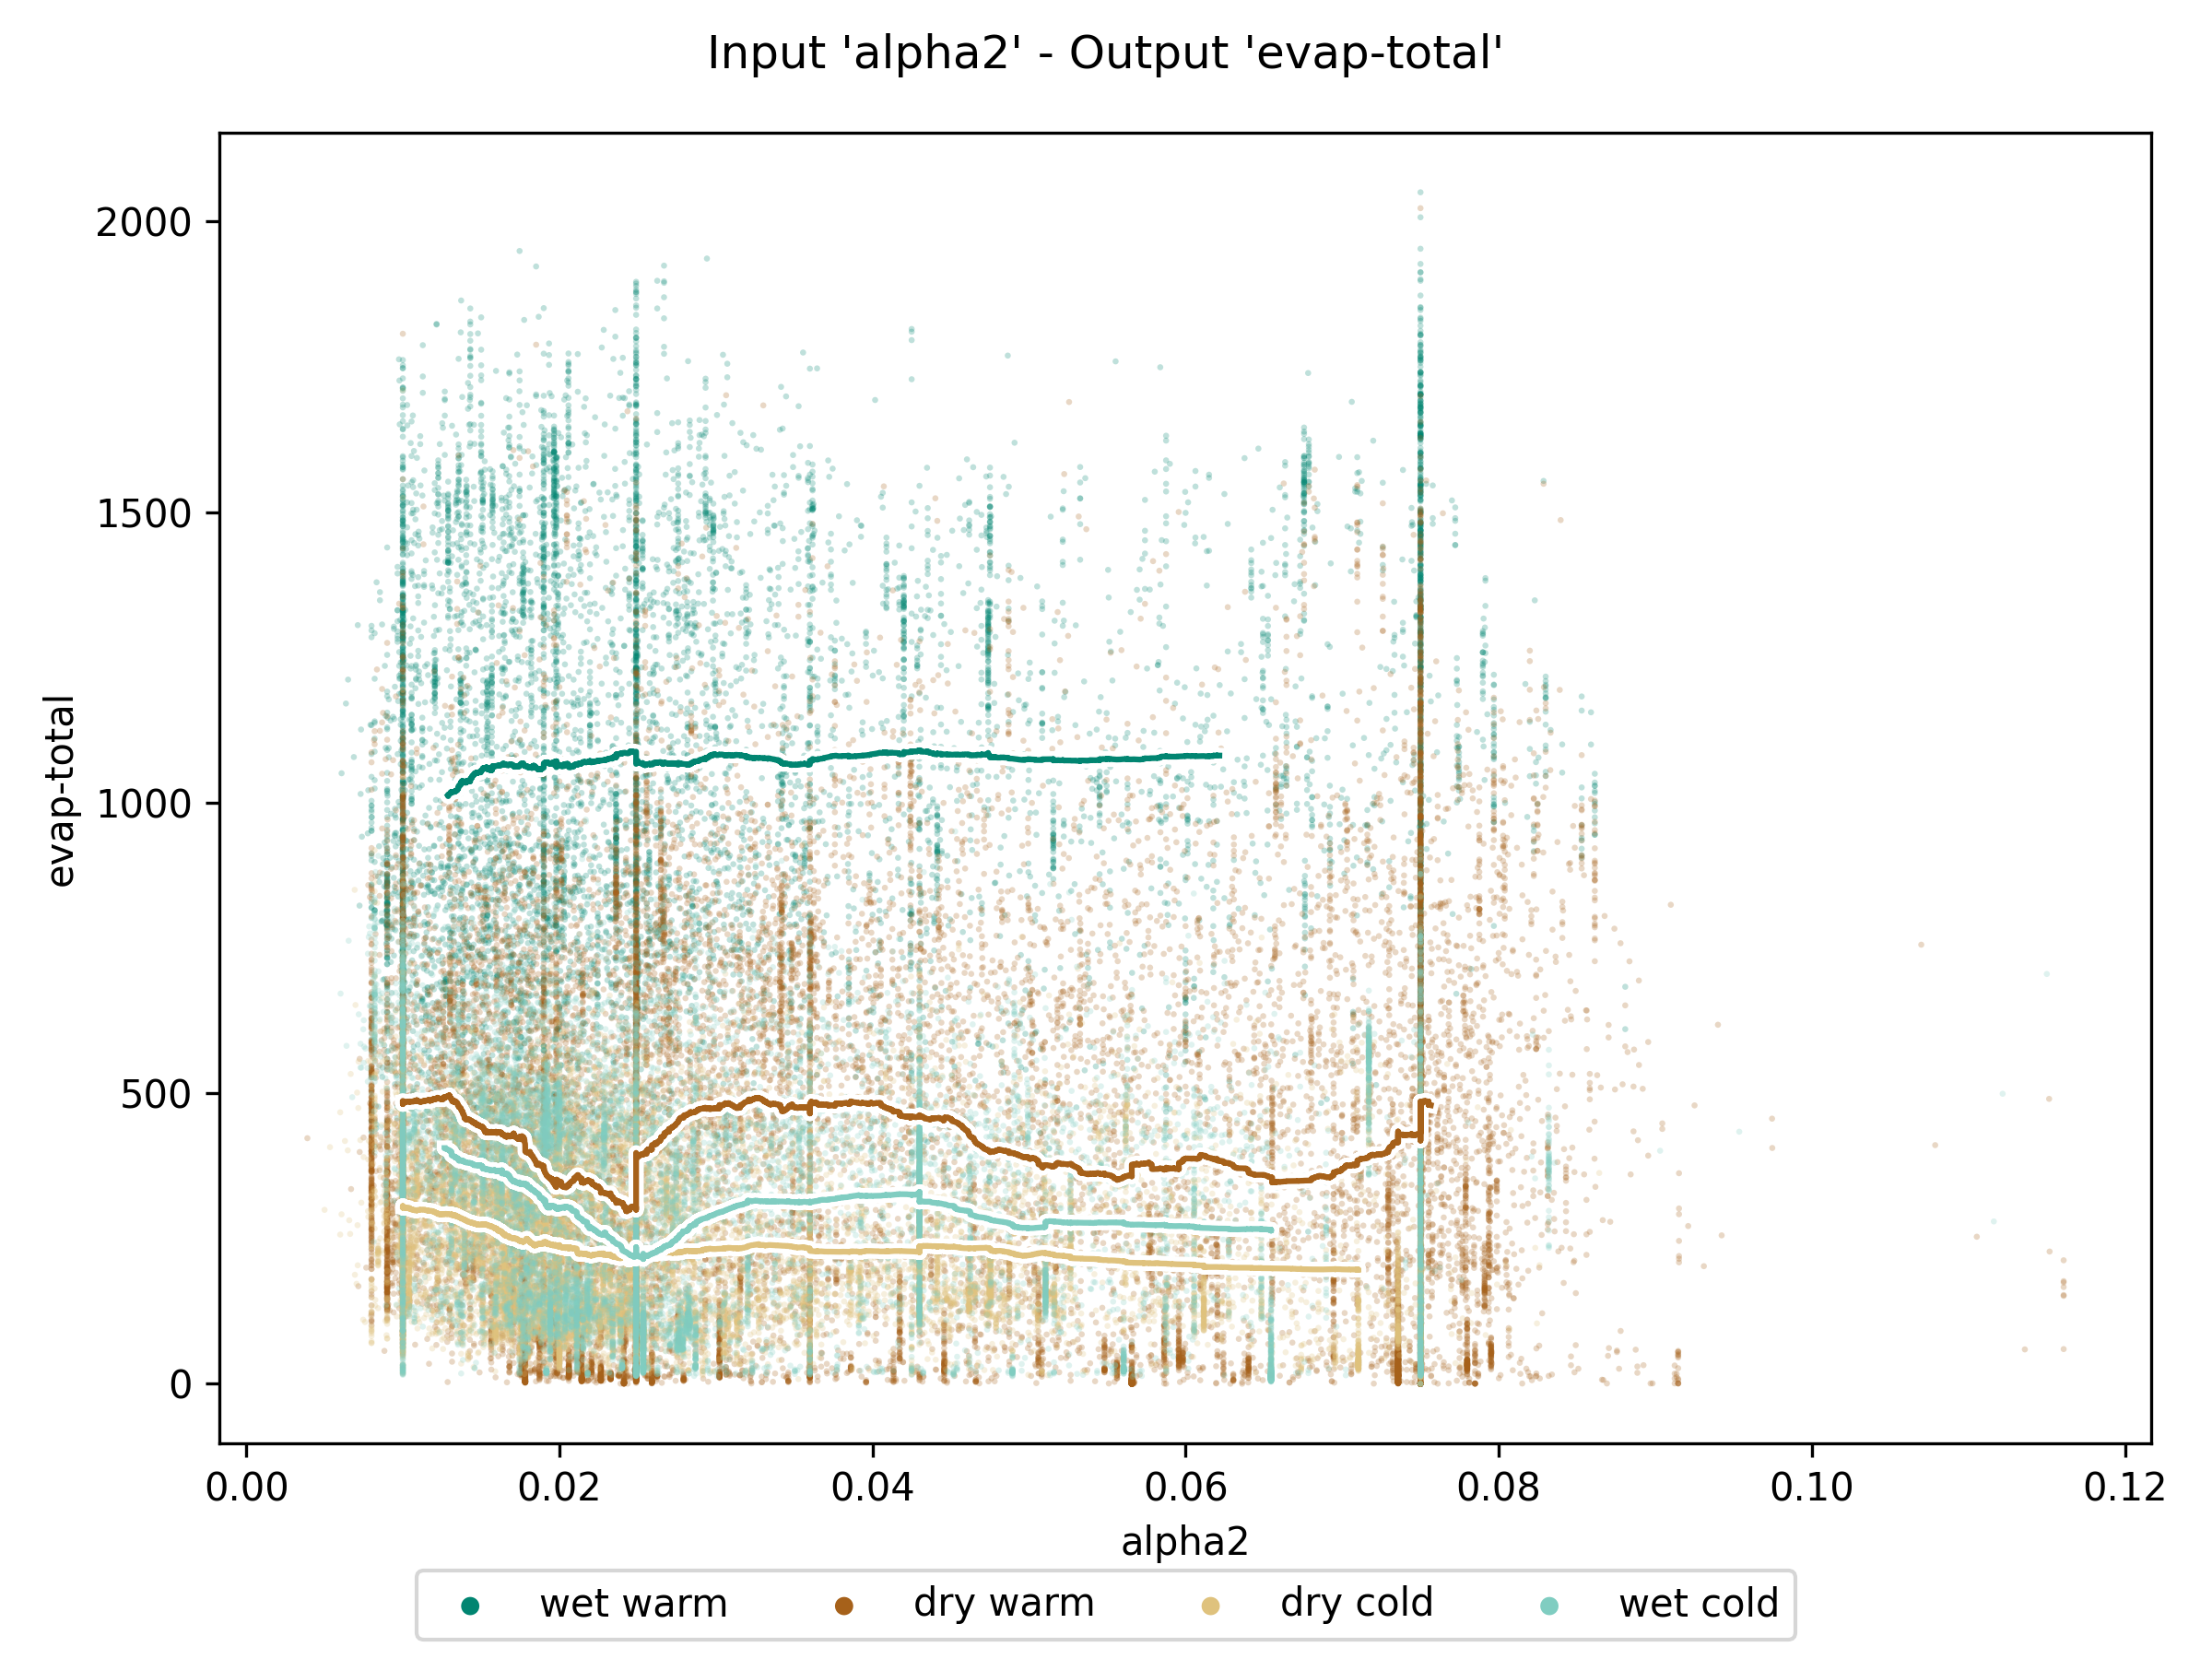 Input 'alpha2' - Output 'evap-total'
2000
1500
1000
500
0
evap-total
0.00 0.02 0.04 0.06 0.08 0.10 0.12
alpha2
wet warm dry warm dry cold wet cold